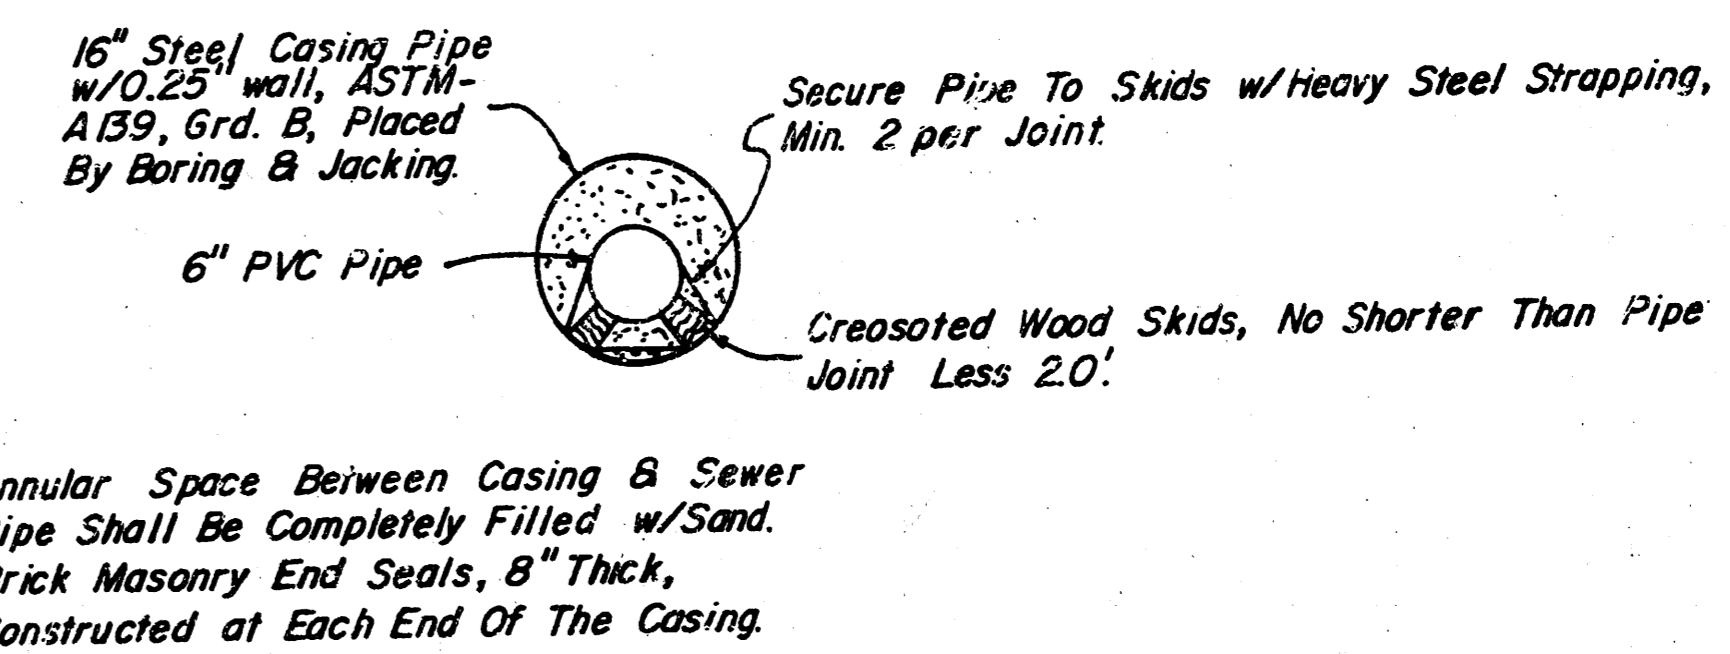 16" Steel Casing Pipe
w/0.25" wall, ASTM-
A139, Grd. B, Placed
By Boring & Jacking.
Secure Pipe To Skids w/Heavy Steel Strapping,
Min. 2 per Joint.
6" PVC Pipe
Creosoted Wood Skids, No Shorter Than Pipe
Joint Less 2.0'.
nnular Space Between Casing & Sewer
ipe Shall Be Completely Filled w/Sand.
rick Masonry End Seals, 8" Thick,
onstructed at Each End Of The Casing.